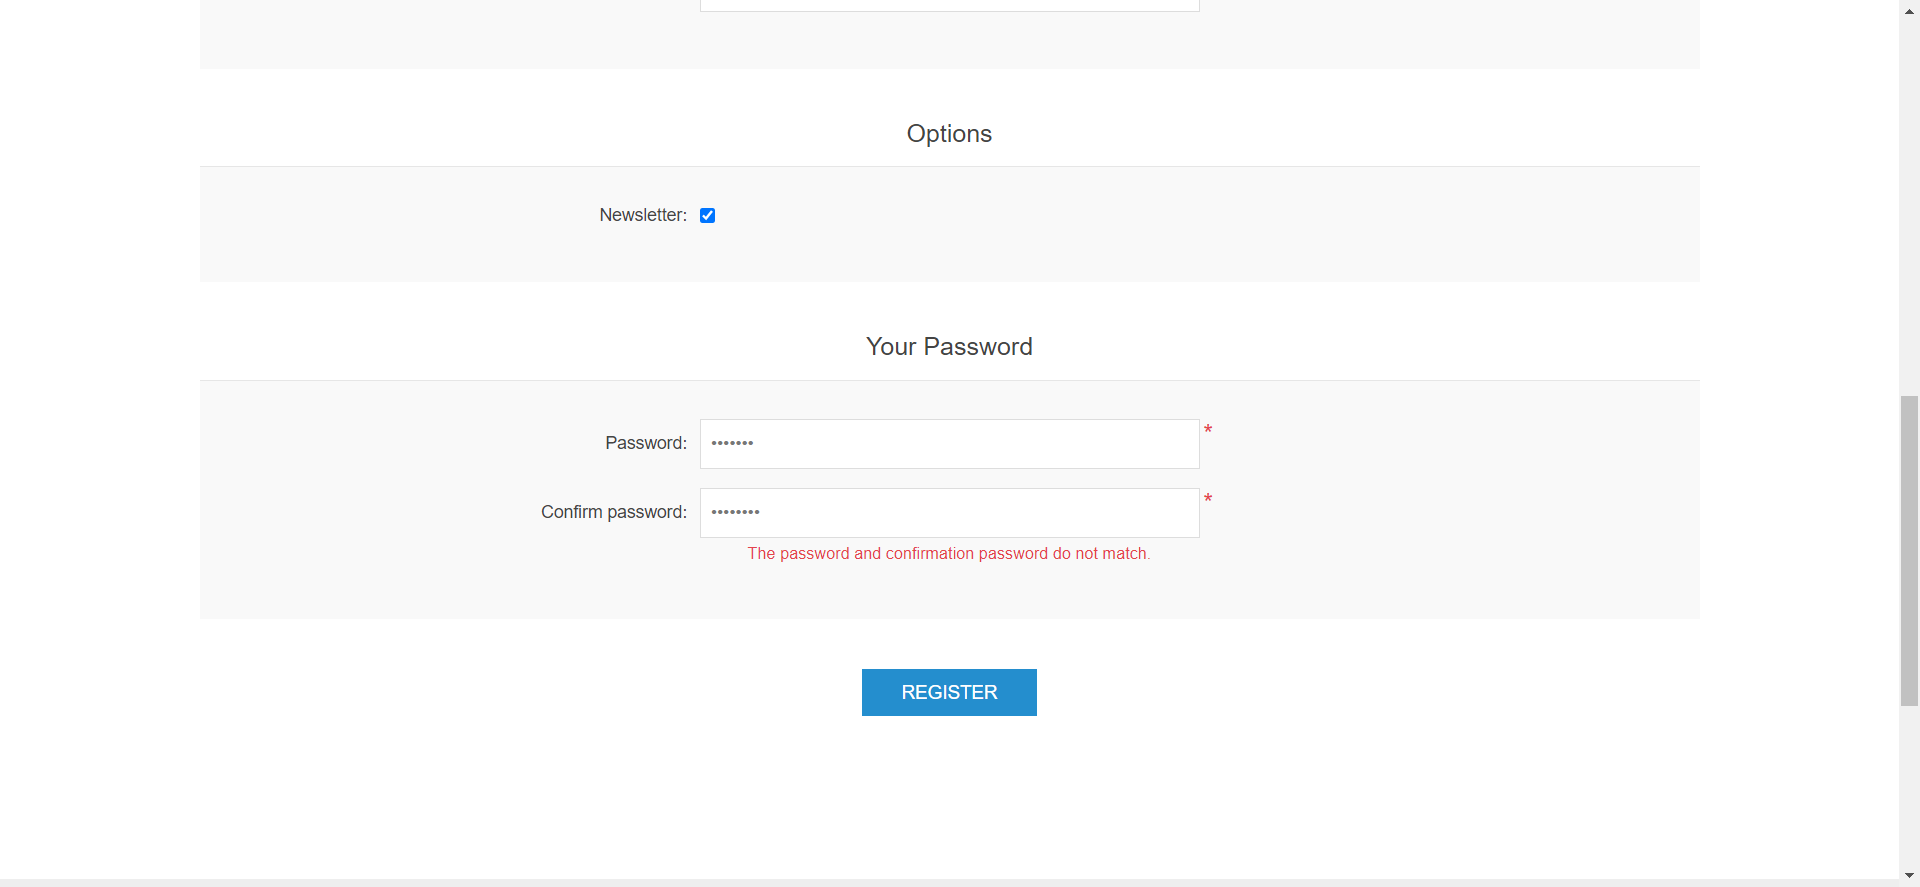 Options
Newsletter:
Your Password
Password: ••••••• *
Confirm password: •••••••• *
The password and confirmation password do not match.
REGISTER